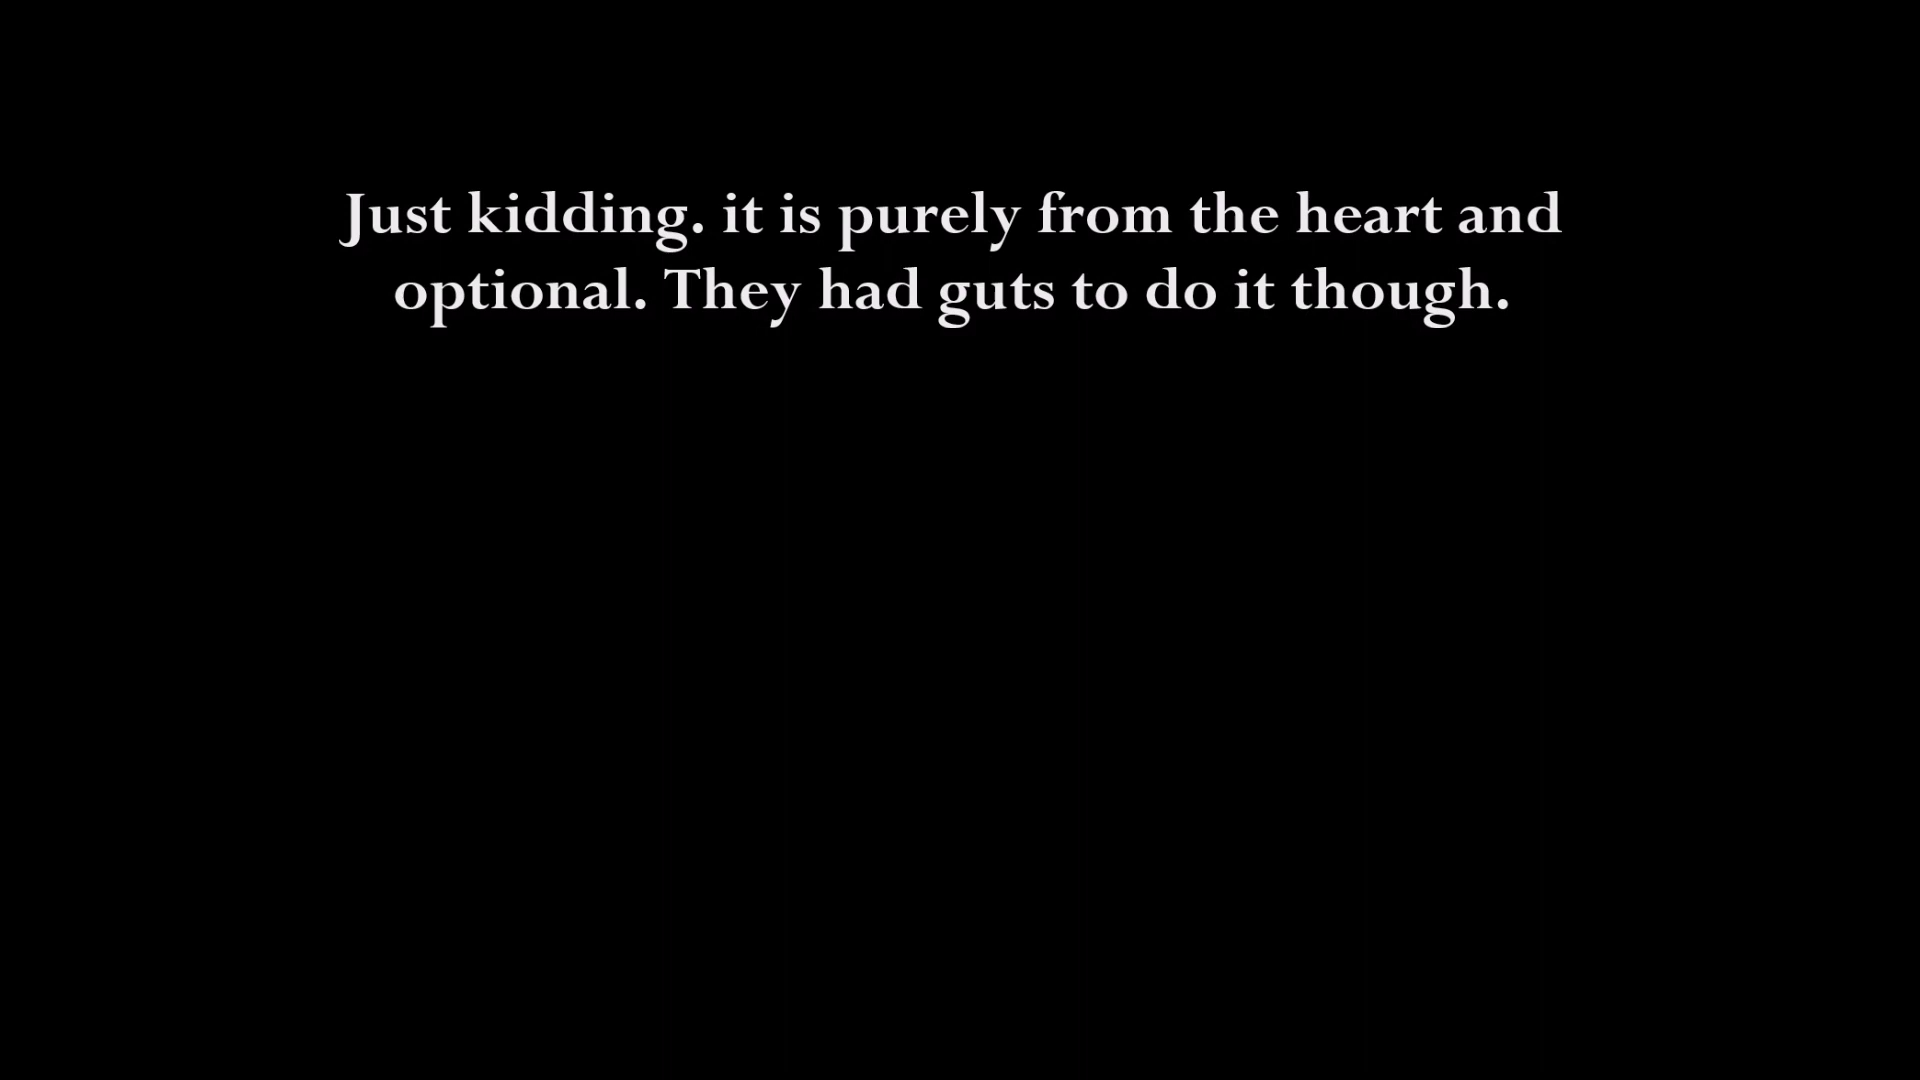 Just kidding. it is purely from the heart and
optional. They had guts to do it though.